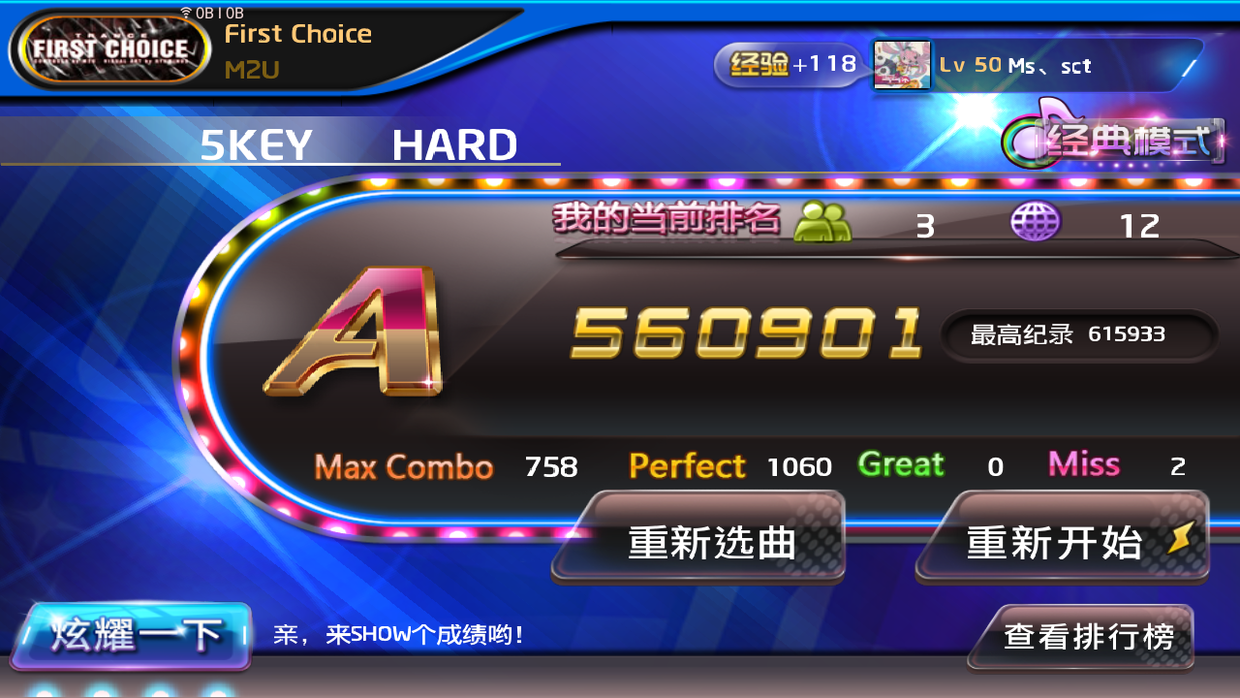 0B | 0B
TRANCE
FIRST CHOICE
First Choice
M2U
经验+118
Lv 50 Ms、sct
5KEY HARD
经典模式
我的当前排名 3 12
A
560901
最高纪录 615933
Max Combo 758 Perfect 1060 Great 0 Miss 2
重新选曲
重新开始
炫耀一下
亲，来SHOW个成绩哟！
查看排行榜